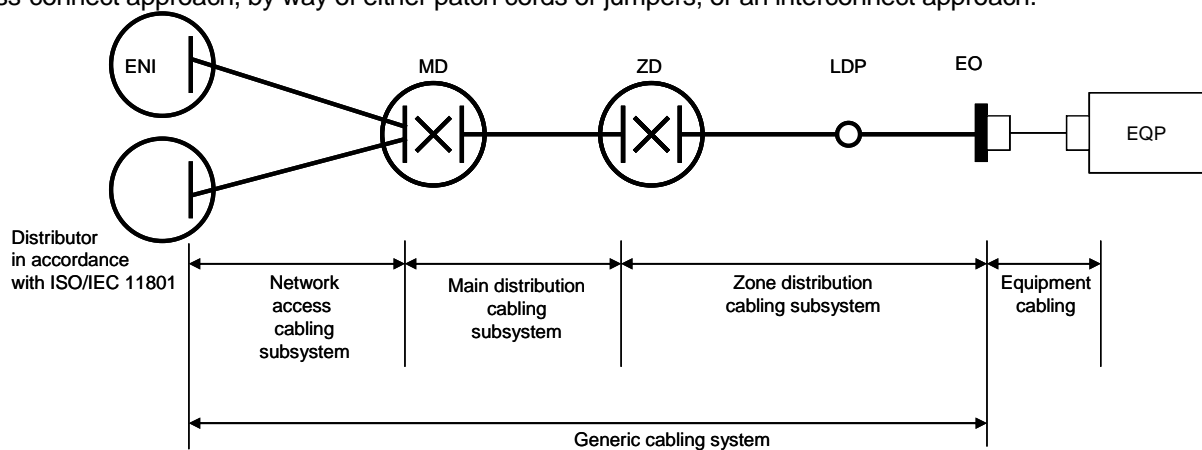 ss-connect approach, by way of either patch cords or jumpers, or an interconnect approach.
ENI
MD
ZD
LDP
EO
EQP
Distributor
in accordance
with ISO/IEC 11801
Network
access
cabling
subsystem
Main distribution
cabling
subsystem
Zone distribution
cabling subsystem
Equipment
cabling
Generic cabling system